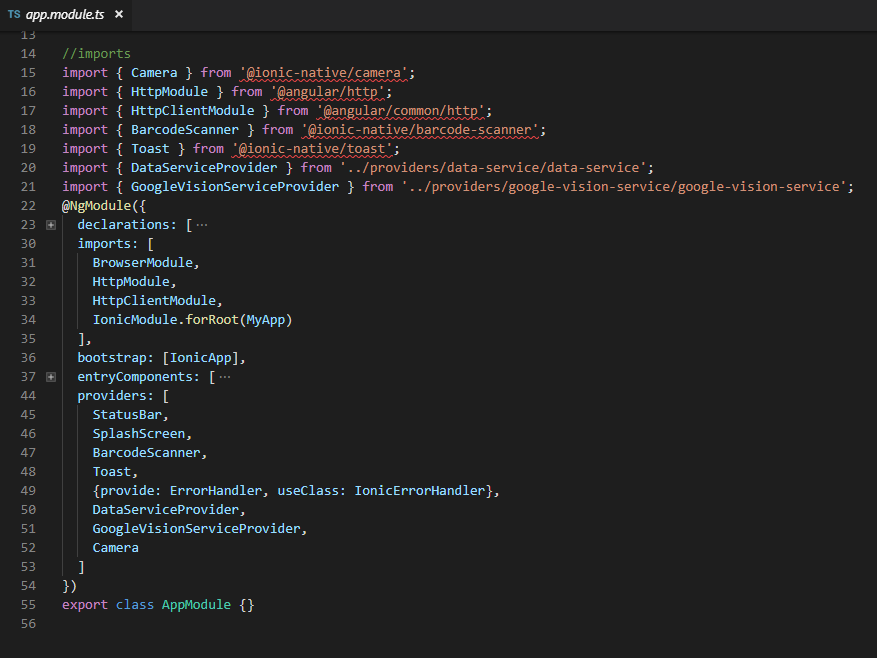 TS app.module.ts ×
13
14 //imports
15 import { Camera } from '@ionic-native/camera';
16 import { HttpModule } from '@angular/http';
17 import { HttpClientModule } from '@angular/common/http';
18 import { BarcodeScanner } from '@ionic-native/barcode-scanner';
19 import { Toast } from '@ionic-native/toast';
20 import { DataServiceProvider } from '../providers/data-service/data-service';
21 import { GoogleVisionServiceProvider } from '../providers/google-vision-service/google-vision-service';
22 @NgModule({
23 declarations: [ ···
30 imports: [
31 BrowserModule,
32 HttpModule,
33 HttpClientModule,
34 IonicModule.forRoot(MyApp)
35 ],
36 bootstrap: [IonicApp],
37 entryComponents: [ ···
44 providers: [
45 StatusBar,
46 SplashScreen,
47 BarcodeScanner,
48 Toast,
49 {provide: ErrorHandler, useClass: IonicErrorHandler},
50 DataServiceProvider,
51 GoogleVisionServiceProvider,
52 Camera
53 ]
54 })
55 export class AppModule {}
56